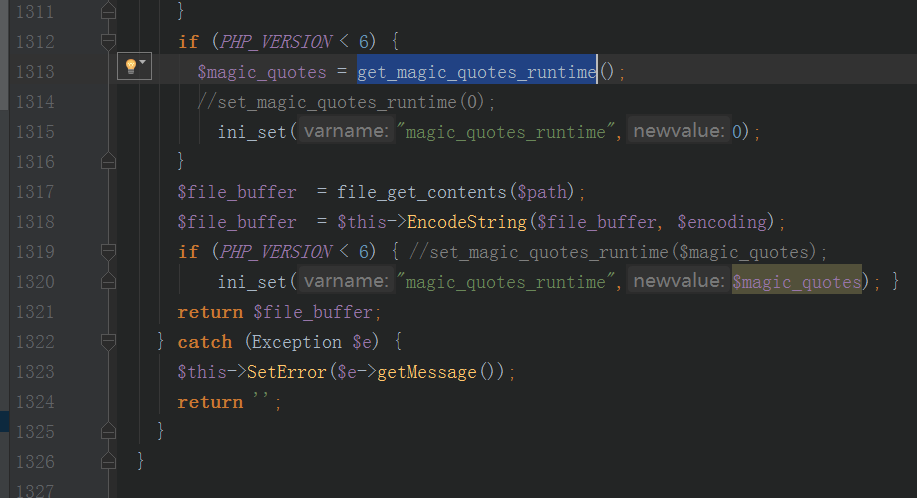 1311 }
1312 if (PHP_VERSION < 6) {
1313 $magic_quotes = get_magic_quotes_runtime();
1314 //set_magic_quotes_runtime(0);
1315 ini_set( varname: "magic_quotes_runtime", newvalue: 0);
1316 }
1317 $file_buffer = file_get_contents($path);
1318 $file_buffer = $this->EncodeString($file_buffer, $encoding);
1319 if (PHP_VERSION < 6) { //set_magic_quotes_runtime($magic_quotes);
1320 ini_set( varname: "magic_quotes_runtime", newvalue: $magic_quotes); }
1321 return $file_buffer;
1322 } catch (Exception $e) {
1323 $this->SetError($e->getMessage());
1324 return '';
1325 }
1326 }
1327